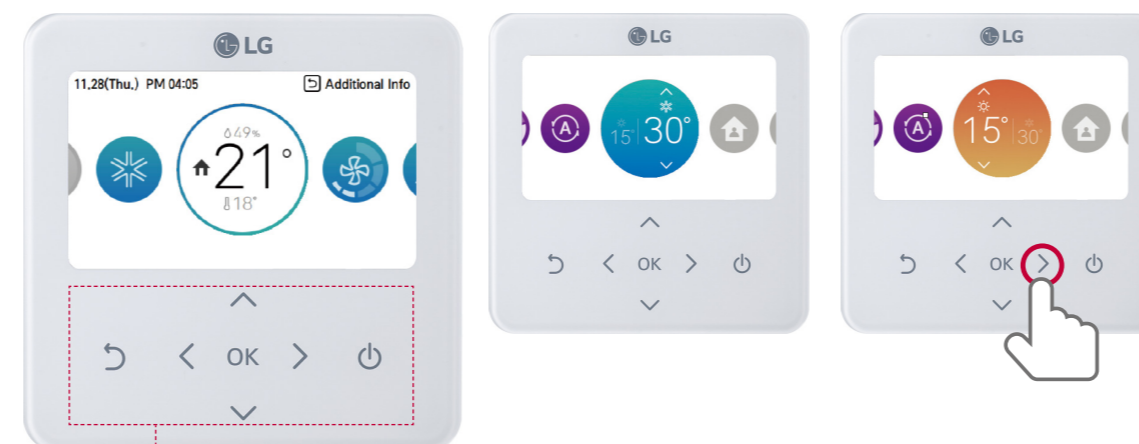 LG
11.28(Thu.) PM 04:05
Additional Info
49%
21°
18°
OK
LG
A
15° 30°
OK
LG
A
15° 30°
OK